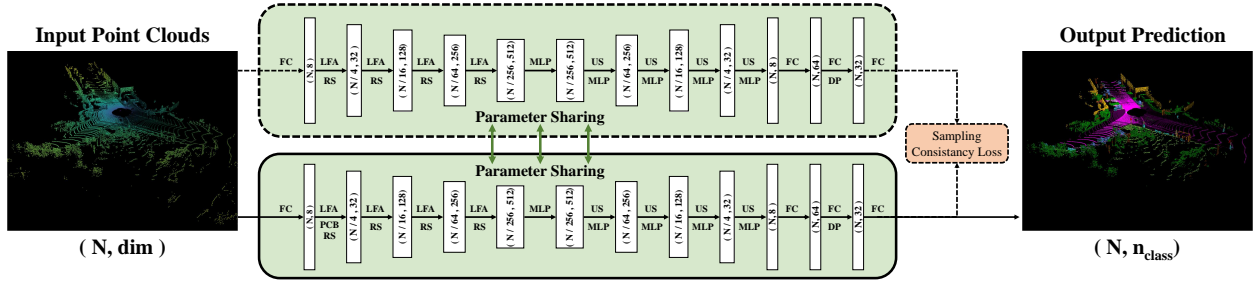 Input Point Clouds
( N, dim )
FC
( N, 8 )
LFA
RS
( N / 4 , 32 )
LFA
RS
( N / 16, 128)
LFA
RS
( N / 64, 256)
LFA
RS
( N / 256, 512)
MLP
( N / 256, 512)
US
MLP
( N / 64, 256)
US
MLP
( N / 16, 128)
US
MLP
( N / 4 , 32)
US
MLP
( N, 8 )
FC
( N, 64)
FC
DP
( N, 32)
FC
Parameter Sharing
Parameter Sharing
FC
( N, 8 )
LFA
PCB
RS
( N / 4 , 32 )
LFA
RS
( N / 16, 128)
LFA
RS
( N / 64, 256)
LFA
RS
( N / 256, 512)
MLP
( N / 256, 512)
US
MLP
( N / 64, 256)
US
MLP
( N / 16, 128)
US
MLP
( N / 4 , 32)
US
MLP
( N, 8 )
FC
( N, 64)
FC
DP
( N, 32)
FC
Sampling
Consistancy Loss
Output Prediction
( N, n_class)